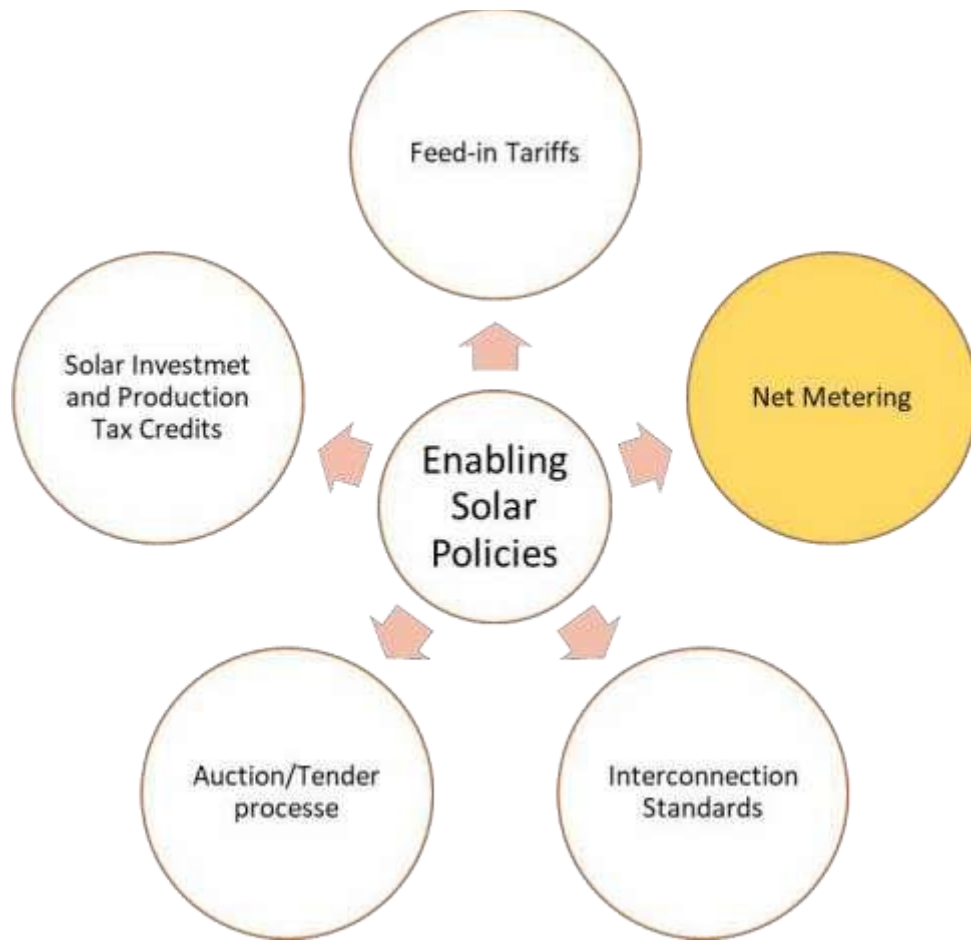 Feed-in Tariffs
Solar Investmet
and Production
Tax Credits
Net Metering
Enabling
Solar
Policies
Auction/Tender
processe
Interconnection
Standards